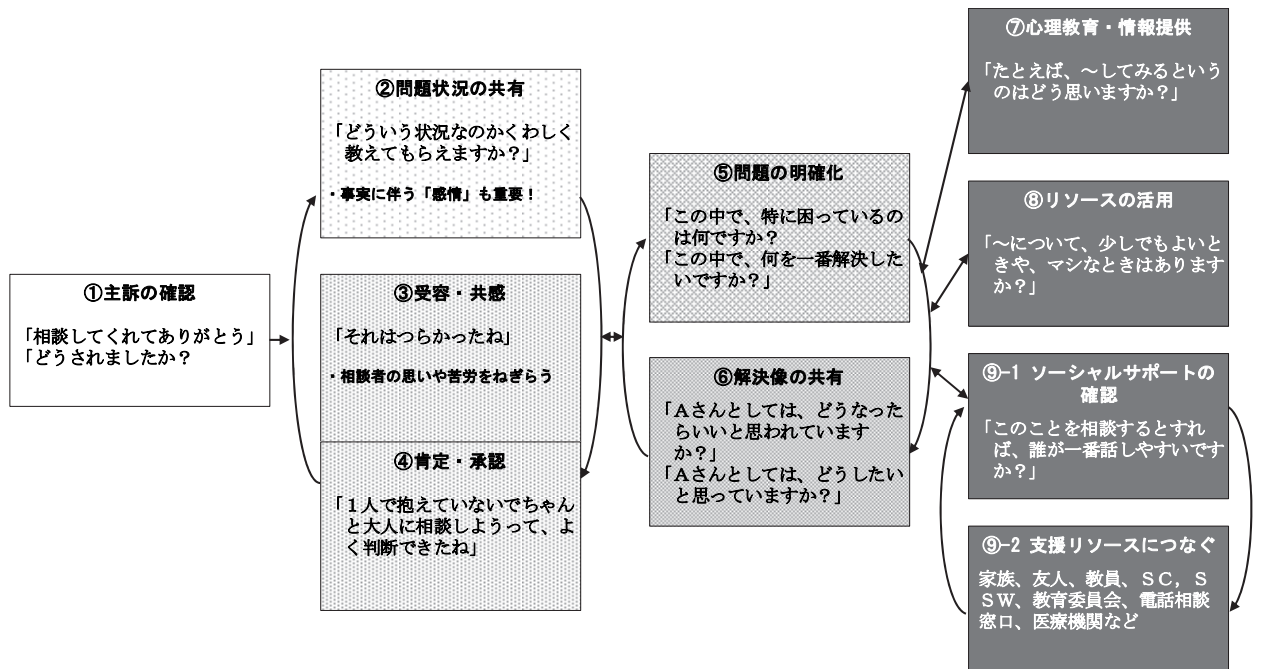 ①主訴の確認
「相談してくれてありがとう」
「どうされましたか？
②問題状況の共有
「どういう状況なのかくわしく
教えてもらえますか？」
・事実に伴う「感情」も重要！
③受容・共感
「それはつらかったね」
・相談者の思いや苦労をねぎらう
④肯定・承認
「１人で抱えていないでちゃん
と大人に相談しようって、よ
く判断できたね」
⑤問題の明確化
「この中で、特に困っているの
は何ですか？
「この中で、何を一番解決した
いですか？」
⑥解決像の共有
「Ａさんとしては、どうなった
らいいと思われています
か？」
「Ａさんとしては、どうしたい
と思っていますか？」
⑦心理教育・情報提供
「たとえば、～してみるという
のはどう思いますか？」
⑧リソースの活用
「～について、少しでもよいと
きや、マシなときはあります
か？」
⑨-1 ソーシャルサポートの
確認
「このことを相談するとすれ
ば、誰が一番話しやすいです
か？」
⑨-2 支援リソースにつなぐ
家族、友人、教員、ＳＣ，Ｓ
ＳＷ、教育委員会、電話相談
窓口、医療機関など